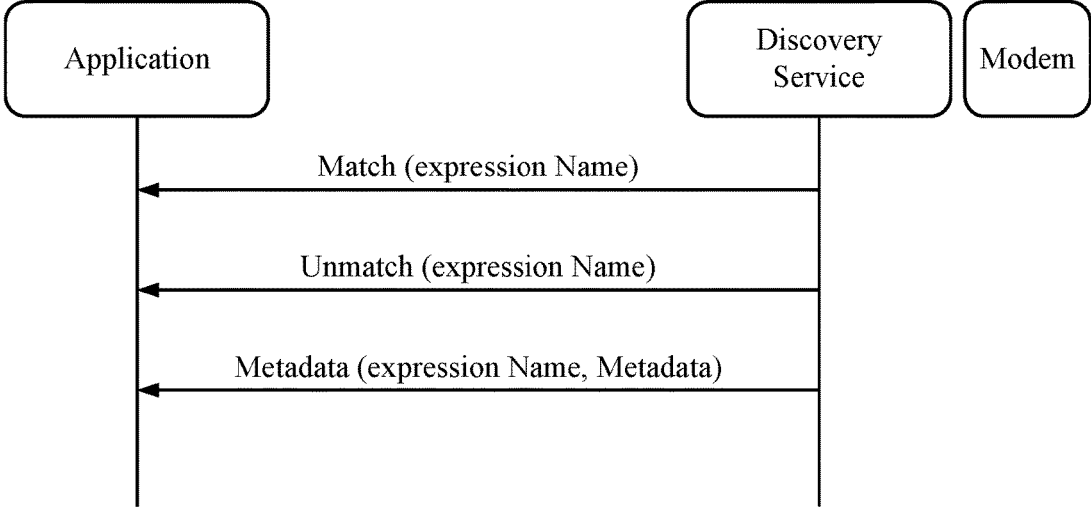 Application
Discovery
Service
Modem
Match (expression Name)
Unmatch (expression Name)
Metadata (expression Name, Metadata)